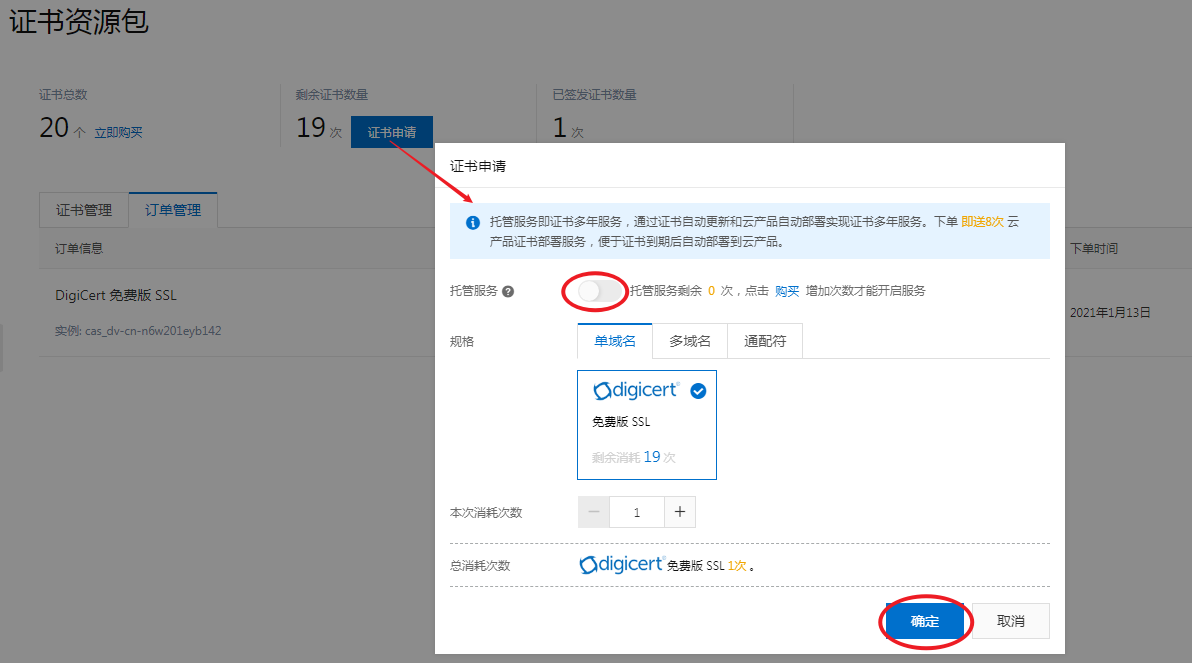 证书资源包
证书总数
剩余证书数量
已签发证书数量
20 个 立即购买
19 次 证书申请
1 次
证书申请
托管服务即证书多年服务，通过证书自动更新和云产品自动部署实现证书多年服务。下单 即送8次 云
产品证书部署服务，便于证书到期后自动部署到云产品。
证书管理 订单管理
订单信息
下单时间
DigiCert 免费版 SSL
实例: cas_dv-cn-n6w201eyb142
2021年1月13日
托管服务 ? 托管服务剩余 0 次，点击 购买 增加次数才能开启服务
规格 单域名 多域名 通配符
digicert®
免费版 SSL
剩余消耗 19 次
本次消耗次数 − 1 +
总消耗次数 digicert® 免费版 SSL 1次 。
确定 取消